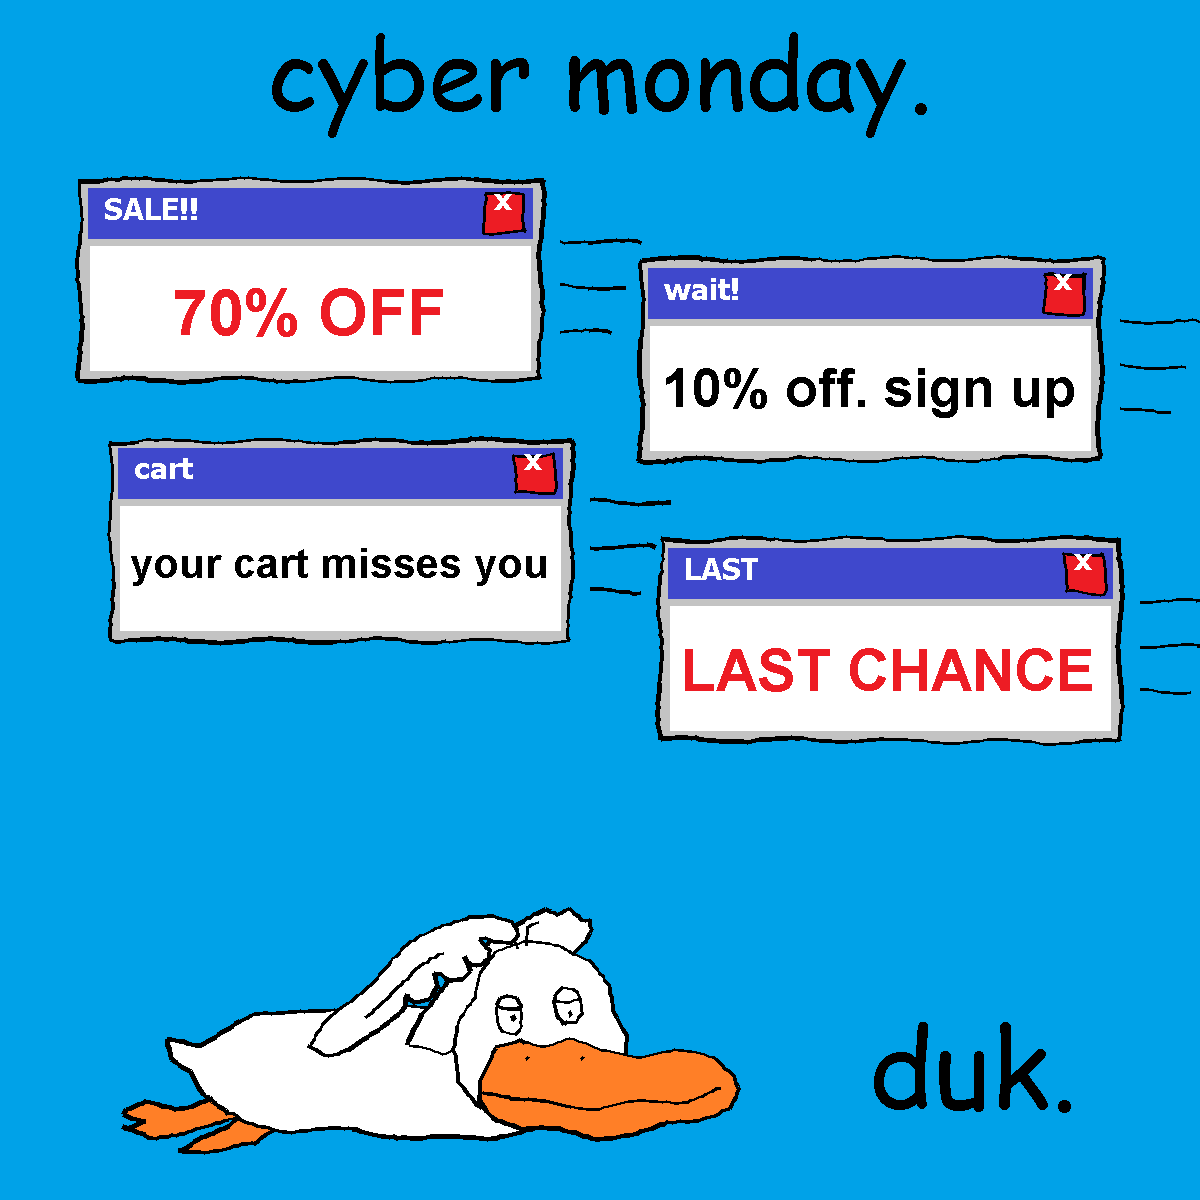 cyber monday.
SALE!! x
70% OFF
wait! x
10% off. sign up
cart x
your cart misses you
LAST x
LAST CHANCE
duk.